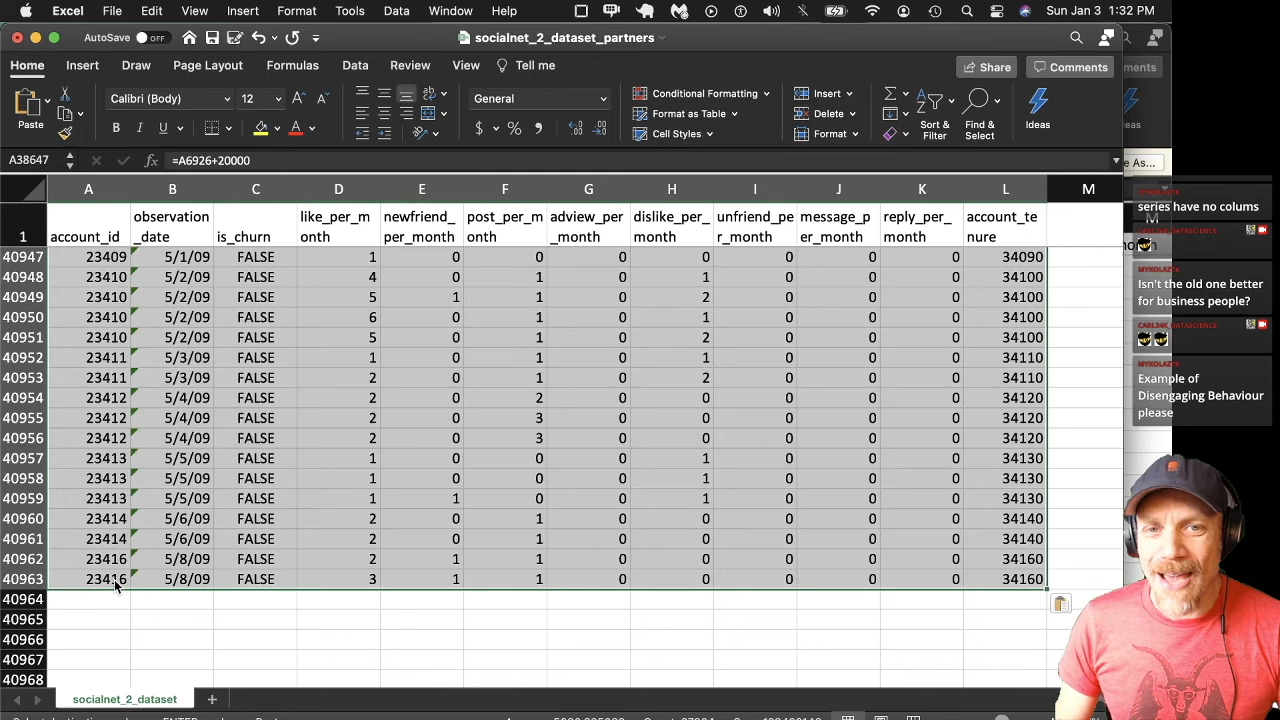 Excel File Edit View Insert Format Tools Data Window Help Sun Jan 3 1:32 PM
AutoSave OFF socialnet_2_dataset_partners
Home Insert Draw Page Layout Formulas Data Review View Tell me Share Comments
Paste Calibri (Body) 12 General Conditional Formatting Format as Table Cell Styles Insert Delete Format Sort & Filter Find & Select Ideas
A38647 fx =A6926+20000
A B C D E F G H I J K L M
1 account_id observation_date is_churn like_per_month newfriend_per_month post_per_month adview_per_month dislike_per_month unfriend_per_month message_per_month reply_per_month account_tenure
40947 23409 5/1/09 FALSE 1 0 0 0 0 0 0 0 34090
40948 23410 5/2/09 FALSE 4 0 1 0 1 0 0 0 34100
40949 23410 5/2/09 FALSE 5 1 1 0 2 0 0 0 34100
40950 23410 5/2/09 FALSE 6 0 1 0 1 0 0 0 34100
40951 23410 5/2/09 FALSE 5 0 1 0 2 0 0 0 34100
40952 23411 5/3/09 FALSE 1 0 0 0 1 0 0 0 34110
40953 23411 5/3/09 FALSE 2 0 1 0 2 0 0 0 34110
40954 23412 5/4/09 FALSE 2 0 2 0 0 0 0 0 34120
40955 23412 5/4/09 FALSE 2 0 3 0 0 0 0 0 34120
40956 23412 5/4/09 FALSE 2 0 3 0 0 0 0 0 34120
40957 23413 5/5/09 FALSE 1 0 0 0 1 0 0 0 34130
40958 23413 5/5/09 FALSE 1 0 0 0 1 0 0 0 34130
40959 23413 5/5/09 FALSE 1 1 0 0 1 0 0 0 34130
40960 23414 5/6/09 FALSE 2 0 1 0 0 0 0 0 34140
40961 23414 5/6/09 FALSE 2 0 1 0 0 0 0 0 34140
40962 23416 5/8/09 FALSE 2 1 1 0 0 0 0 0 34160
40963 23416 5/8/09 FALSE 3 1 1 0 0 0 0 0 34160
40964
40965
40966
40967
40968
socialnet_2_dataset
ments
e As...
MYKOLAZYK
series have no colums
CARL24K_DATASCIENCE
MYKOLAZYK
Isn't the old one better
for business people?
CARL24K_DATASCIENCE
MYKOLAZYK
Example of
Disengaging Behaviour
please